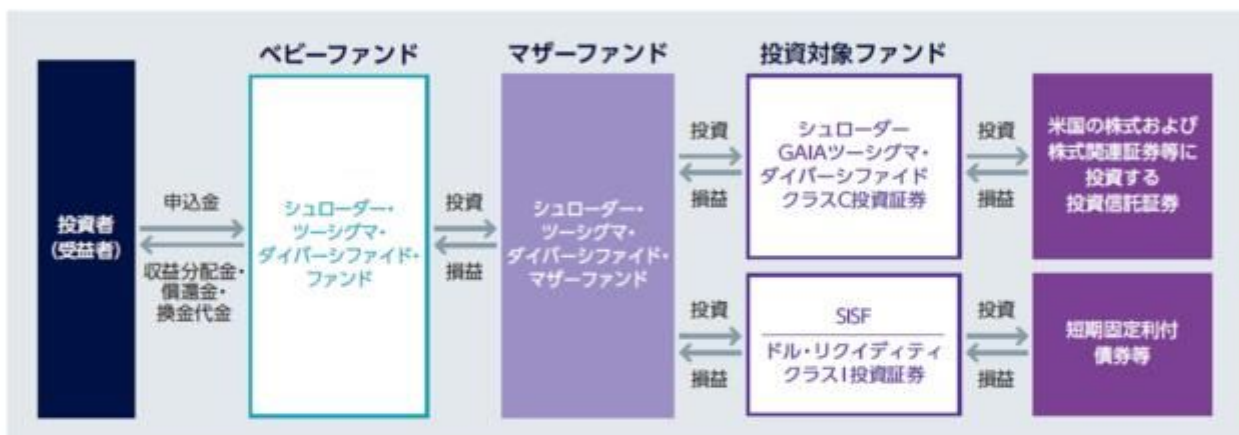 ベビーファンド
マザーファンド
投資対象ファンド
投資者
(受益者)
申込金
収益分配金・
償還金・
換金代金
シュローダー・
ツーシグマ・
ダイバーシファイド・
ファンド
投資
損益
シュローダー・
ツーシグマ・
ダイバーシファイド・
マザーファンド
投資
損益
シュローダー
GAIAツーシグマ・
ダイバーシファイド
クラスC投資証券
投資
損益
米国の株式および
株式関連証券等に
投資する
投資信託証券
投資
損益
SISF
ドル・リクイディティ
クラスI投資証券
投資
損益
短期固定利付
債券等